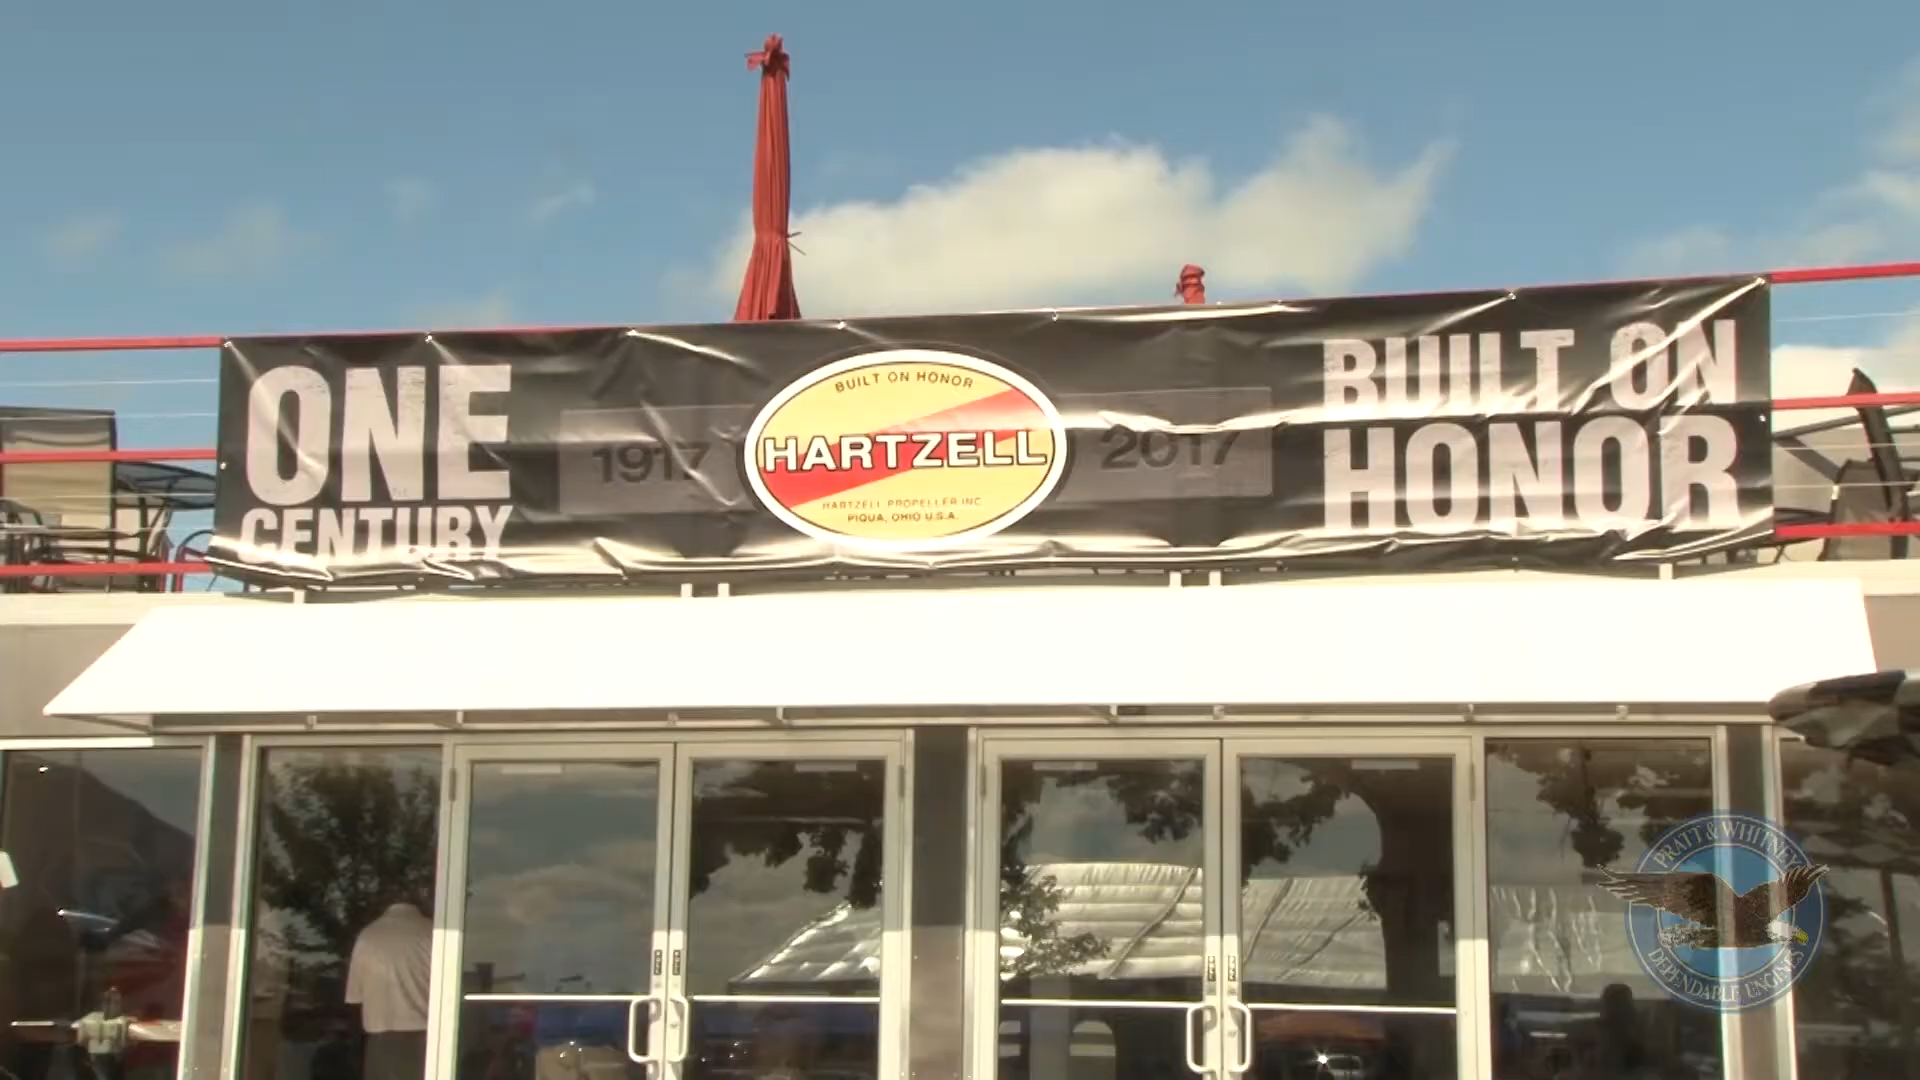 ONE
CENTURY
1917
BUILT ON HONOR
HARTZELL
HARTZELL PROPELLER INC
PIQUA, OHIO U.S.A.
2017
BUILT ON
HONOR
PRATT & WHITNEY
DEPENDABLE ENGINES